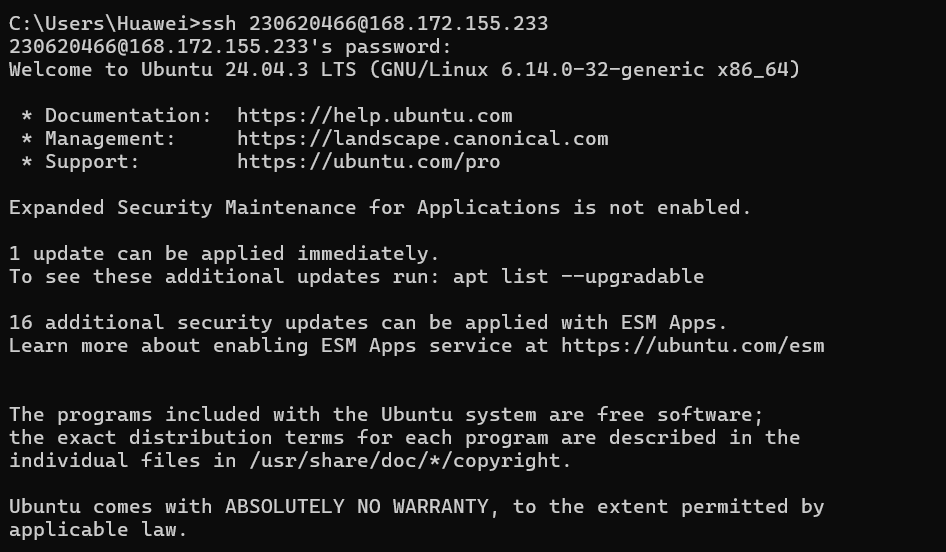 C:\Users\Huawei>ssh 230620466@168.172.155.233
230620466@168.172.155.233's password:
Welcome to Ubuntu 24.04.3 LTS (GNU/Linux 6.14.0-32-generic x86_64)
* Documentation: https://help.ubuntu.com
* Management: https://landscape.canonical.com
* Support: https://ubuntu.com/pro
Expanded Security Maintenance for Applications is not enabled.
1 update can be applied immediately.
To see these additional updates run: apt list --upgradable
16 additional security updates can be applied with ESM Apps.
Learn more about enabling ESM Apps service at https://ubuntu.com/esm
The programs included with the Ubuntu system are free software;
the exact distribution terms for each program are described in the
individual files in /usr/share/doc/*/copyright.
Ubuntu comes with ABSOLUTELY NO WARRANTY, to the extent permitted by
applicable law.